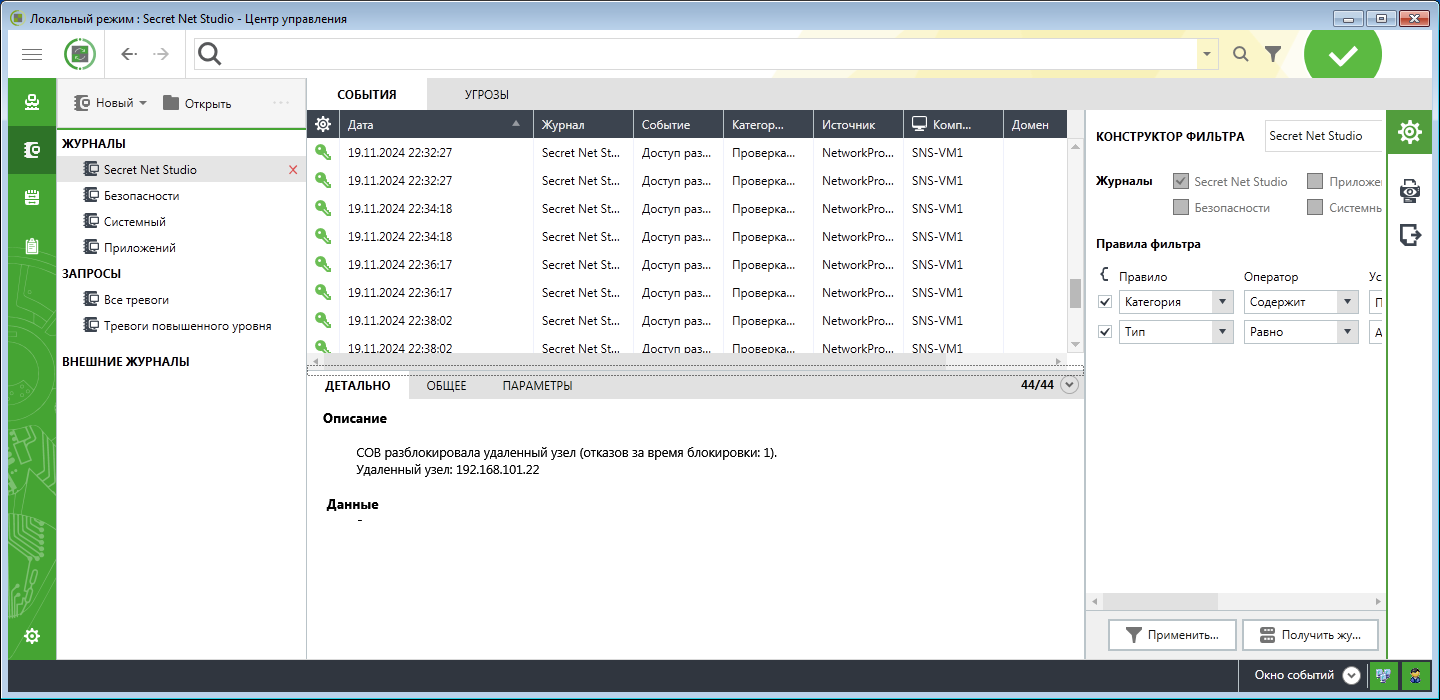 Локальный режим : Secret Net Studio - Центр управления
Новый
Открыть
ЖУРНАЛЫ
Secret Net Studio
Безопасности
Системный
Приложений
ЗАПРОСЫ
Все тревоги
Тревоги повышенного уровня
ВНЕШНИЕ ЖУРНАЛЫ
СОБЫТИЯ УГРОЗЫ
Дата Журнал Событие Категор... Источник Комп... Домен
19.11.2024 22:32:27 Secret Net St... Доступ раз... Проверка... NetworkPro... SNS-VM1
19.11.2024 22:32:27 Secret Net St... Доступ раз... Проверка... NetworkPro... SNS-VM1
19.11.2024 22:34:18 Secret Net St... Доступ раз... Проверка... NetworkPro... SNS-VM1
19.11.2024 22:34:18 Secret Net St... Доступ раз... Проверка... NetworkPro... SNS-VM1
19.11.2024 22:36:17 Secret Net St... Доступ раз... Проверка... NetworkPro... SNS-VM1
19.11.2024 22:36:17 Secret Net St... Доступ раз... Проверка... NetworkPro... SNS-VM1
19.11.2024 22:38:02 Secret Net St... Доступ раз... Проверка... NetworkPro... SNS-VM1
19.11.2024 22:38:02 Secret Net St... Доступ раз... Проверка... NetworkPro... SNS-VM1
ДЕТАЛЬНО ОБЩЕЕ ПАРАМЕТРЫ 44/44
Описание
СОВ разблокировала удаленный узел (отказов за время блокировки: 1).
Удаленный узел: 192.168.101.22
Данные
-
КОНСТРУКТОР ФИЛЬТРА Secret Net Studio
Журналы Secret Net Studio Приложе
Безопасности Системны
Правила фильтра
Правило Оператор Ус
Категория Содержит П
Тип Равно А
Применить... Получить жу...
Окно событий